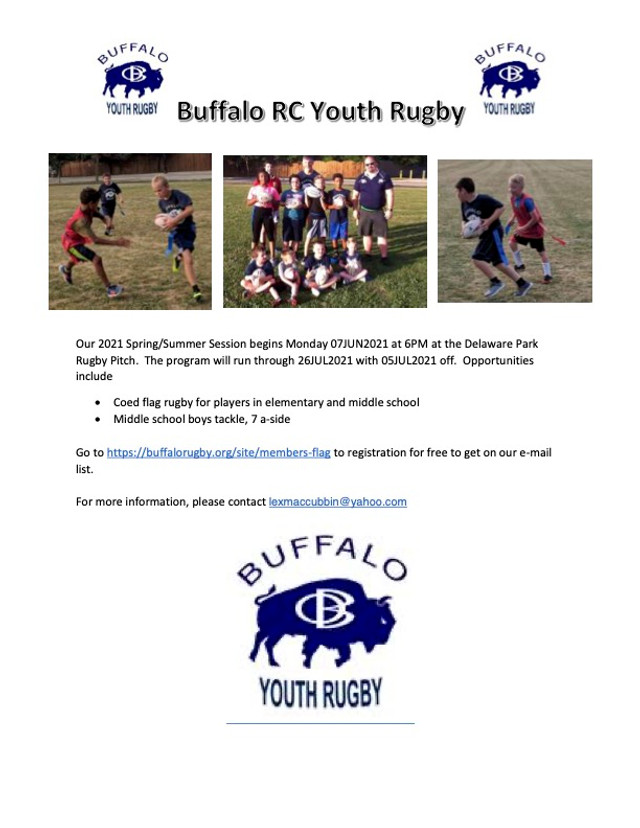 BUFFALO
YOUTH RUGBY
Buffalo RC Youth Rugby
BUFFALO
YOUTH RUGBY
Our 2021 Spring/Summer Session begins Monday 07JUN2021 at 6PM at the Delaware Park
Rugby Pitch.  The program will run through 26JUL2021 with 05JUL2021 off.  Opportunities
include
• Coed flag rugby for players in elementary and middle school
• Middle school boys tackle, 7 a-side
Go to https://buffalorugby.org/site/members-flag to registration for free to get on our e-mail
list.
For more information, please contact lexmaccubbin@yahoo.com
BUFFALO
YOUTH RUGBY